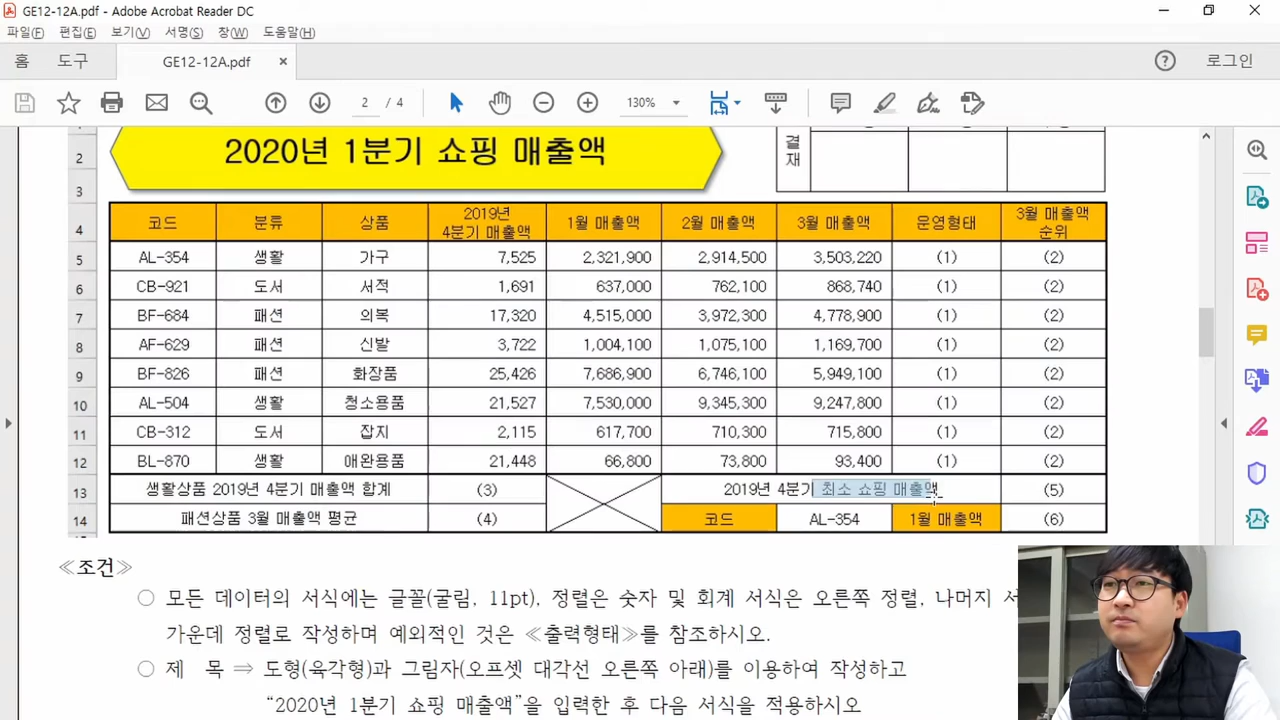 GE12-12A.pdf - Adobe Acrobat Reader DC
파일(F) 편집(E) 보기(V) 서명(S) 창(W) 도움말(H)
홈 도구 GE12-12A.pdf × 로그인
2 / 4 130%
2 2020년 1분기 쇼핑 매출액 결재
3
4 코드 분류 상품 2019년 4분기 매출액 1월 매출액 2월 매출액 3월 매출액 운영형태 3월 매출액 순위
5 AL-354 생활 가구 7,525 2,321,900 2,914,500 3,503,220 (1) (2)
6 CB-921 도서 서적 1,691 637,000 762,100 868,740 (1) (2)
7 BF-684 패션 의복 17,320 4,515,000 3,972,300 4,778,900 (1) (2)
8 AF-629 패션 신발 3,722 1,004,100 1,075,100 1,169,700 (1) (2)
9 BF-826 패션 화장품 25,426 7,686,900 6,746,100 5,949,100 (1) (2)
10 AL-504 생활 청소용품 21,527 7,530,000 9,345,300 9,247,800 (1) (2)
11 CB-312 도서 잡지 2,115 617,700 710,300 715,800 (1) (2)
12 BL-870 생활 애완용품 21,448 66,800 73,800 93,400 (1) (2)
13 생활상품 2019년 4분기 매출액 합계 (3) 2019년 4분기 최소 쇼핑 매출액 (5)
14 패션상품 3월 매출액 평균 (4) 코드 AL-354 1월 매출액 (6)
≪조건≫
○ 모든 데이터의 서식에는 글꼴(굴림, 11pt), 정렬은 숫자 및 회계 서식은 오른쪽 정렬, 나머지 서
가운데 정렬로 작성하며 예외적인 것은 ≪출력형태≫를 참조하시오.
○ 제 목 ⇒ 도형(육각형)과 그림자(오프셋 대각선 오른쪽 아래)를 이용하여 작성하고
“2020년 1분기 쇼핑 매출액”을 입력한 후 다음 서식을 적용하시오